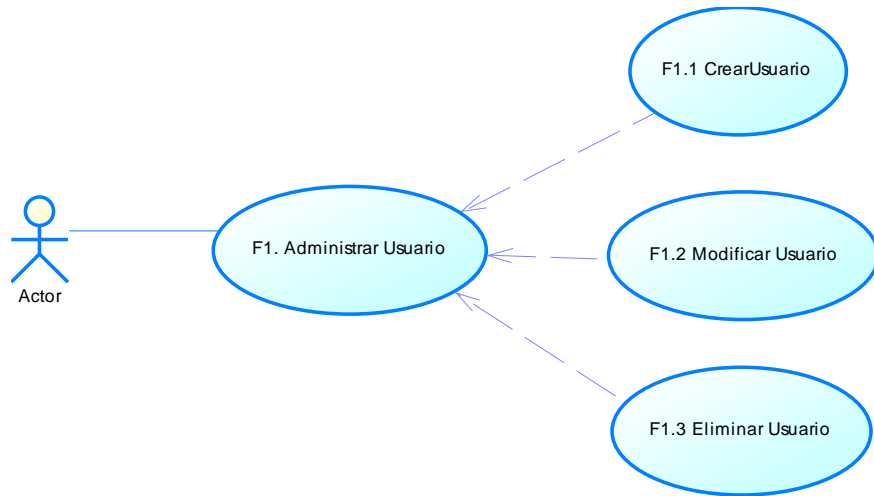 F1.1 CrearUsuario
F1. Administrar Usuario
F1.2 Modificar Usuario
Actor
F1.3 Eliminar Usuario